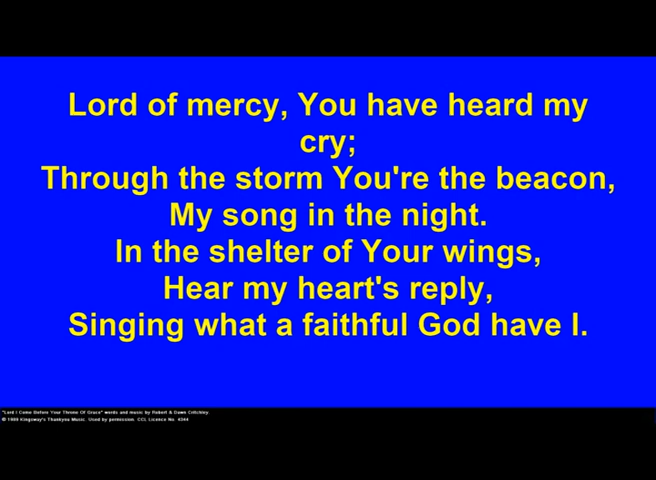 Lord of mercy, You have heard my
cry;
Through the storm You're the beacon,
My song in the night.
In the shelter of Your wings,
Hear my heart's reply,
Singing what a faithful God have I.
"Lord I Come Before Your Throne Of Grace" words and music by Robert & Dawn Critchley.
© 1989 Kingsway's Thankyou Music. Used by permission. CCL Licence No. 4344